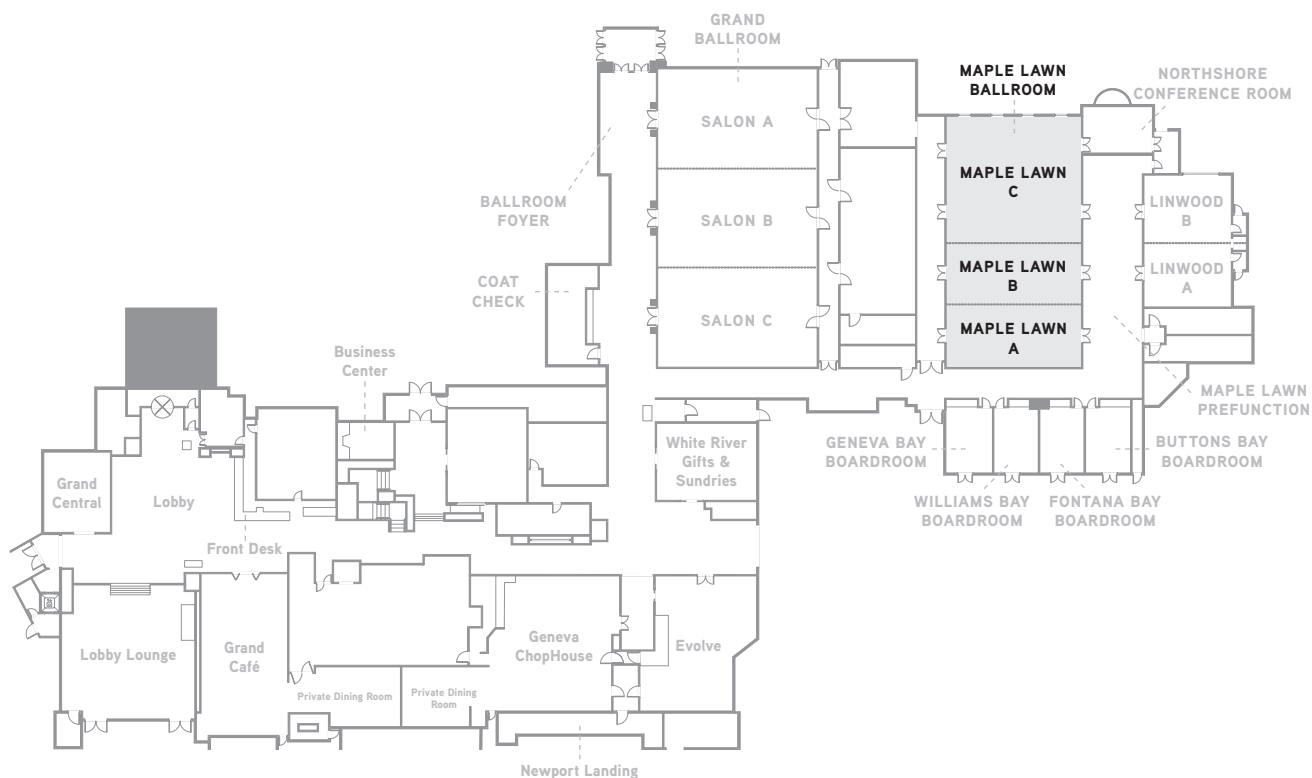 GRAND
BALLROOM
MAPLE LAWN
BALLROOM
NORTHSHORE
CONFERENCE ROOM
SALON A
MAPLE LAWN
C
BALLROOM
FOYER
SALON B
LINWOOD
B
COAT
CHECK
MAPLE LAWN
B
LINWOOD
A
SALON C
MAPLE LAWN
A
Business
Center
MAPLE LAWN
PREFUNCTION
White River
Gifts &
Sundries
GENEVA BAY
BOARDROOM
BUTTONS BAY
BOARDROOM
Grand
Central
Lobby
WILLIAMS BAY
BOARDROOM
FONTANA BAY
BOARDROOM
Front Desk
Lobby Lounge
Grand
Café
Geneva
ChopHouse
Evolve
Private Dining Room
Private Dining
Room
Newport Landing